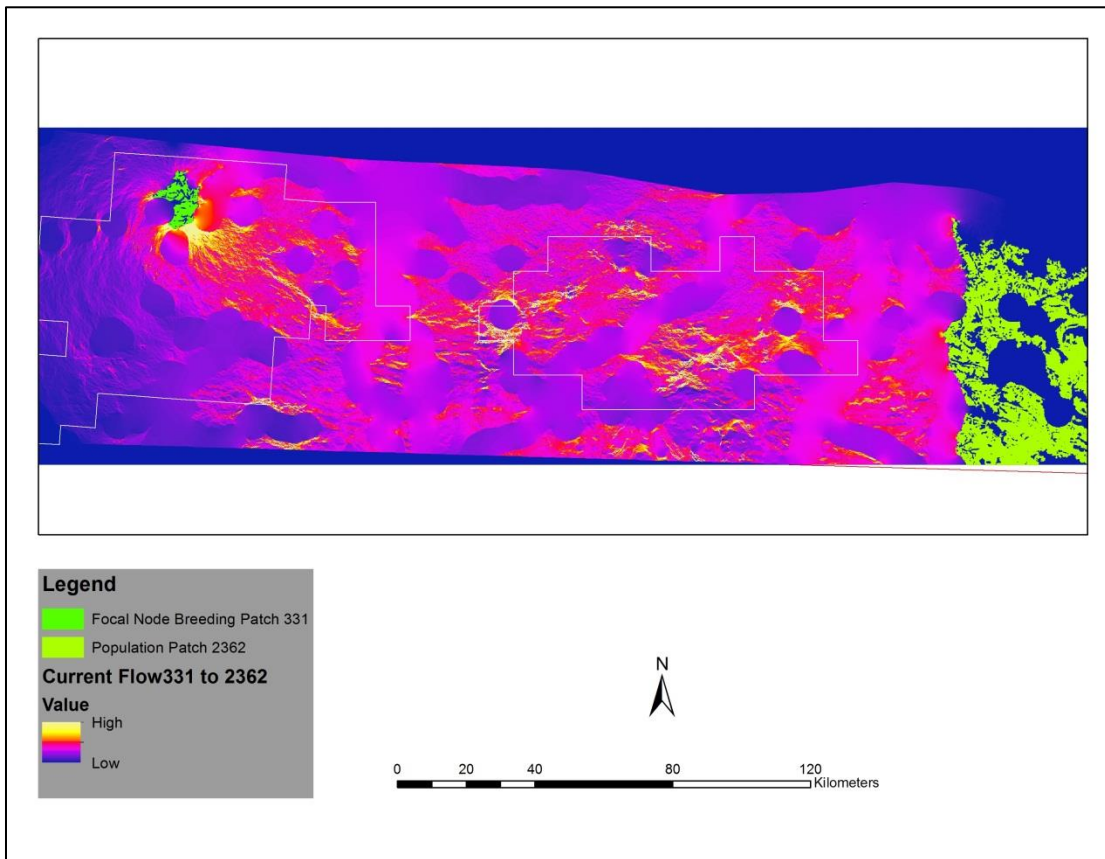 Legend
Focal Node Breeding Patch 331
Population Patch 2362
Current Flow331 to 2362
Value
High
Low
N
0 20 40 80 120
Kilometers